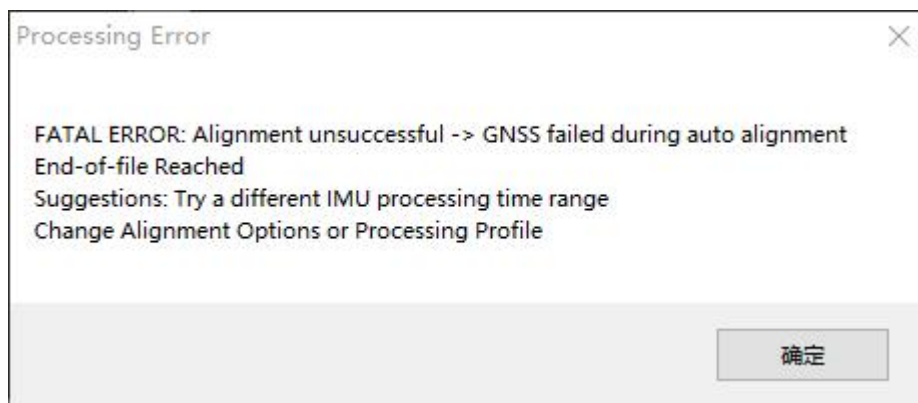 Processing Error
FATAL ERROR: Alignment unsuccessful -> GNSS failed during auto alignment
End-of-file Reached
Suggestions: Try a different IMU processing time range
Change Alignment Options or Processing Profile
确定